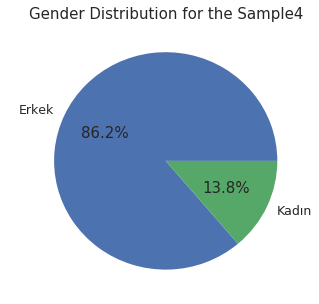 Gender Distribution for the Sample4
Erkek
86.2%
13.8%
Kadın